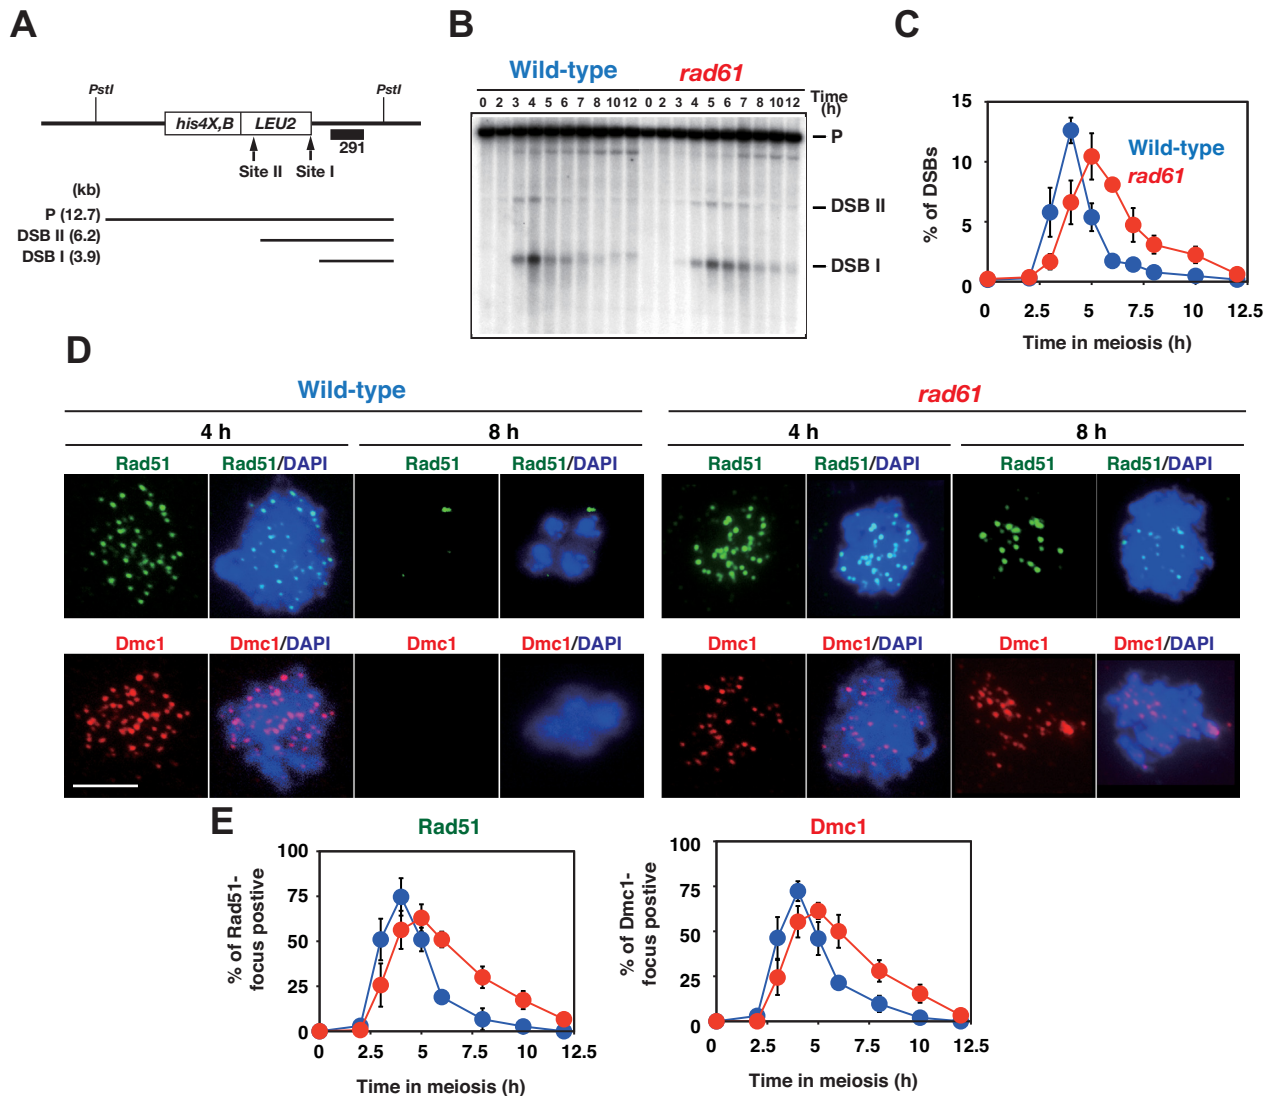 A
PstI
PstI
his4X,B
LEU2
291
Site II
Site I
(kb)
P (12.7)
DSB II (6.2)
DSB I (3.9)
B
Wild-type
rad61
0 2 3 4 5 6 7 8 10 12 0 2 3 4 5 6 7 8 10 12
Time
(h)
P
DSB II
DSB I
C
15
10
5
0
% of DSBs
Wild-type
rad61
0 2.5 5 7.5 10 12.5
Time in meiosis (h)
D
Wild-type
rad61
4 h
8 h
4 h
8 h
Rad51 Rad51/DAPI Rad51 Rad51/DAPI Rad51 Rad51/DAPI Rad51 Rad51/DAPI
Dmc1 Dmc1/DAPI Dmc1 Dmc1/DAPI Dmc1 Dmc1/DAPI Dmc1 Dmc1/DAPI
E
Rad51
% of Rad51-
focus postive
100
75
50
25
0
0 2.5 5 7.5 10 12.5
Time in meiosis (h)
Dmc1
% of Dmc1-
focus postive
100
75
50
25
0
0 2.5 5 7.5 10 12.5
Time in meiosis (h)